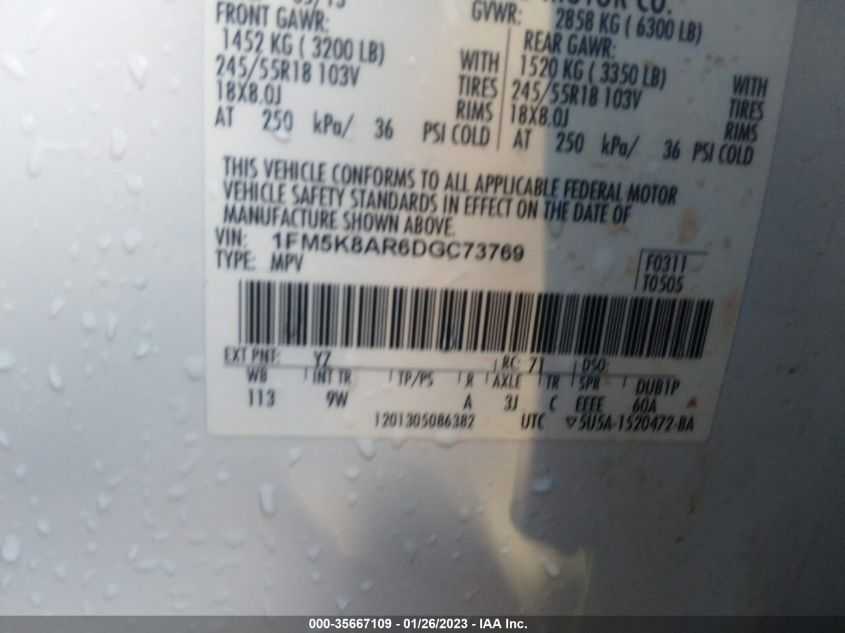 MOTOR CO.
FRONT GAWR:
GVWR: 2858 KG ( 6300 LB)
1452 KG ( 3200 LB)
245/55R18 103V
18X8.0J
WITH
TIRES
RIMS
AT 250 kPa/ 36 PSI COLD
REAR GAWR:
1520 KG ( 3350 LB)
245/55R18 103V
18X8.0J
WITH
TIRES
RIMS
AT 250 kPa/ 36 PSI COLD
THIS VEHICLE CONFORMS TO ALL APPLICABLE FEDERAL MOTOR
VEHICLE SAFETY STANDARDS IN EFFECT ON THE DATE OF
MANUFACTURE SHOWN ABOVE.
VIN: 1FM5K8AR6DGC73769
TYPE: MPV
F0311
T0505
EXT PNT: YZ RC: 71 DSO:
WB INT TR TP/PS R AXLE TR SPR DUB1P
113 9W A 3J C EEEE 60A
1201305086382 UTC ▽5U5A-1520472-BA
000-35667109 - 01/26/2023 - IAA Inc.